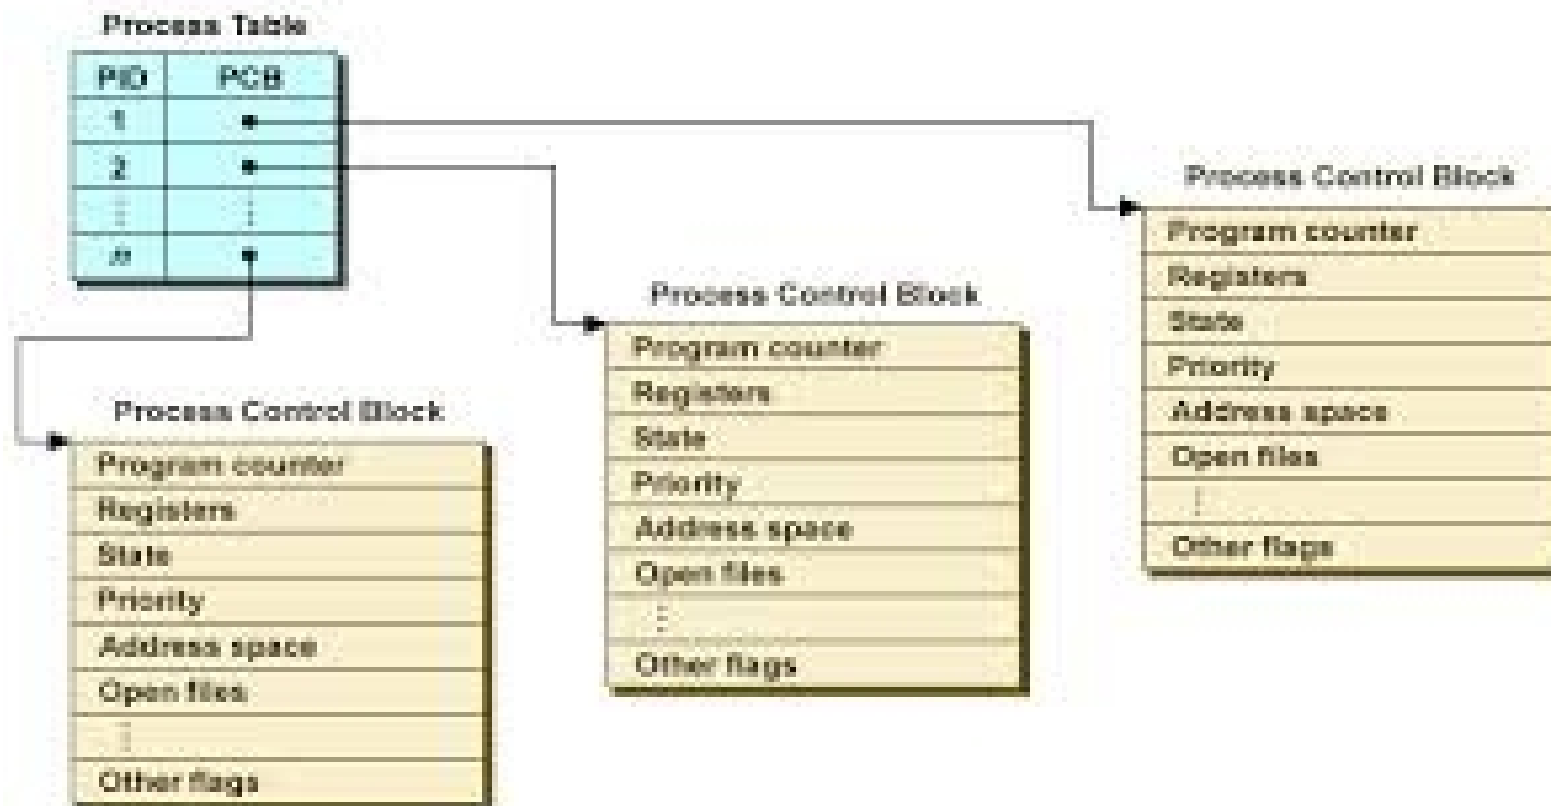 Process Table
PID PCB
1
2
⋮ ⋮
n
Process Control Block
Program counter
Registers
State
Priority
Address space
Open files
⋮
Other flags
Process Control Block
Program counter
Registers
State
Priority
Address space
Open files
⋮
Other flags
Process Control Block
Program counter
Registers
State
Priority
Address space
Open files
⋮
Other flags